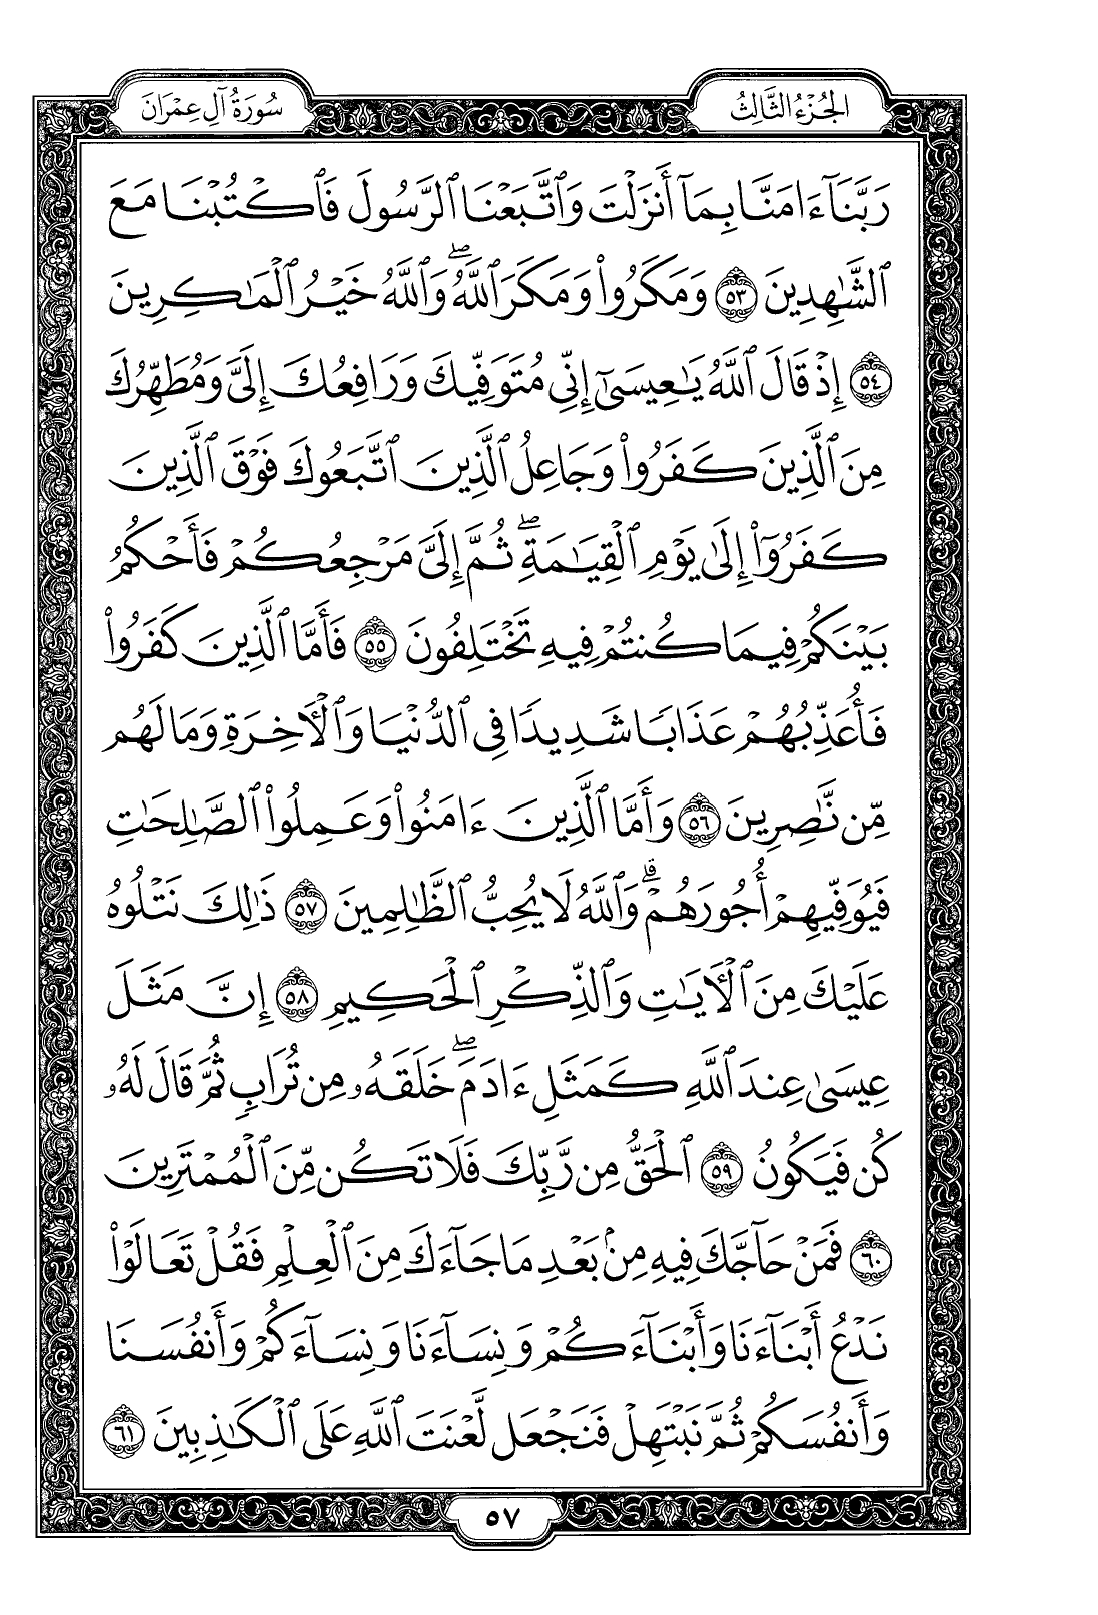 الجُزْءُ الثَّالِثُ
سُورَةُ آلِ عِمْرَانَ
رَبَّنَآ ءَامَنَّا بِمَآ أَنزَلْتَ وَٱتَّبَعْنَا ٱلرَّسُولَ فَٱكْتُبْنَا مَعَ
ٱلشَّٰهِدِينَ ٥٣ وَمَكَرُوا۟ وَمَكَرَ ٱللَّهُ ۖ وَٱللَّهُ خَيْرُ ٱلْمَٰكِرِينَ
٥٤ إِذْ قَالَ ٱللَّهُ يَٰعِيسَىٰٓ إِنِّى مُتَوَفِّيكَ وَرَافِعُكَ إِلَىَّ وَمُطَهِّرُكَ
مِنَ ٱلَّذِينَ كَفَرُوا۟ وَجَاعِلُ ٱلَّذِينَ ٱتَّبَعُوكَ فَوْقَ ٱلَّذِينَ
كَفَرُوٓا۟ إِلَىٰ يَوْمِ ٱلْقِيَٰمَةِ ۖ ثُمَّ إِلَىَّ مَرْجِعُكُمْ فَأَحْكُمُ
بَيْنَكُمْ فِيمَا كُنتُمْ فِيهِ تَخْتَلِفُونَ ٥٥ فَأَمَّا ٱلَّذِينَ كَفَرُوا۟
فَأُعَذِّبُهُمْ عَذَابًا شَدِيدًا فِى ٱلدُّنْيَا وَٱلْـَٔاخِرَةِ وَمَا لَهُم
مِّن نَّٰصِرِينَ ٥٦ وَأَمَّا ٱلَّذِينَ ءَامَنُوا۟ وَعَمِلُوا۟ ٱلصَّٰلِحَٰتِ
فَيُوَفِّيهِمْ أُجُورَهُمْ ۗ وَٱللَّهُ لَا يُحِبُّ ٱلظَّٰلِمِينَ ٥٧ ذَٰلِكَ نَتْلُوهُ
عَلَيْكَ مِنَ ٱلْـَٔايَٰتِ وَٱلذِّكْرِ ٱلْحَكِيمِ ٥٨ إِنَّ مَثَلَ
عِيسَىٰ عِندَ ٱللَّهِ كَمَثَلِ ءَادَمَ ۖ خَلَقَهُۥ مِن تُرَابٍ ثُمَّ قَالَ لَهُۥ
كُن فَيَكُونُ ٥٩ ٱلْحَقُّ مِن رَّبِّكَ فَلَا تَكُن مِّنَ ٱلْمُمْتَرِينَ
٦٠ فَمَنْ حَآجَّكَ فِيهِ مِنۢ بَعْدِ مَا جَآءَكَ مِنَ ٱلْعِلْمِ فَقُلْ تَعَالَوْا۟
نَدْعُ أَبْنَآءَنَا وَأَبْنَآءَكُمْ وَنِسَآءَنَا وَنِسَآءَكُمْ وَأَنفُسَنَا
وَأَنفُسَكُمْ ثُمَّ نَبْتَهِلْ فَنَجْعَل لَّعْنَتَ ٱللَّهِ عَلَى ٱلْكَٰذِبِينَ ٦١
٥٧